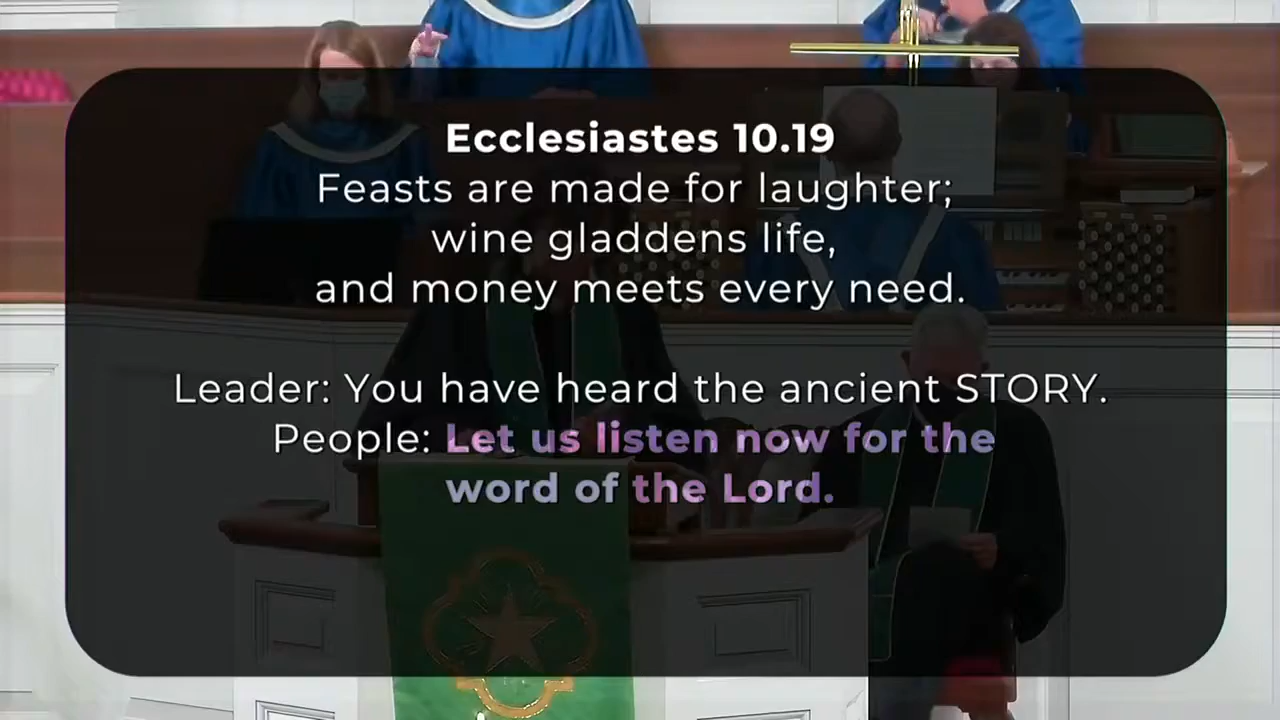 Ecclesiastes 10.19
Feasts are made for laughter;
wine gladdens life,
and money meets every need.
Leader: You have heard the ancient STORY.
People: Let us listen now for the
word of the Lord.